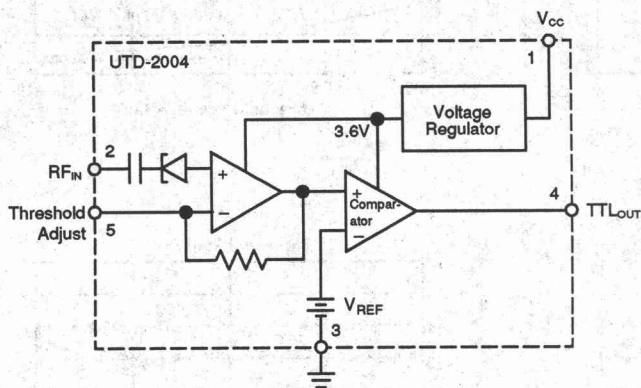 V_CC
1
UTD-2004
Voltage
Regulator
3.6V
2
RF_IN
+
−
+
Compar-
ator
−
4
TTL_OUT
Threshold
Adjust
5
V_REF
3